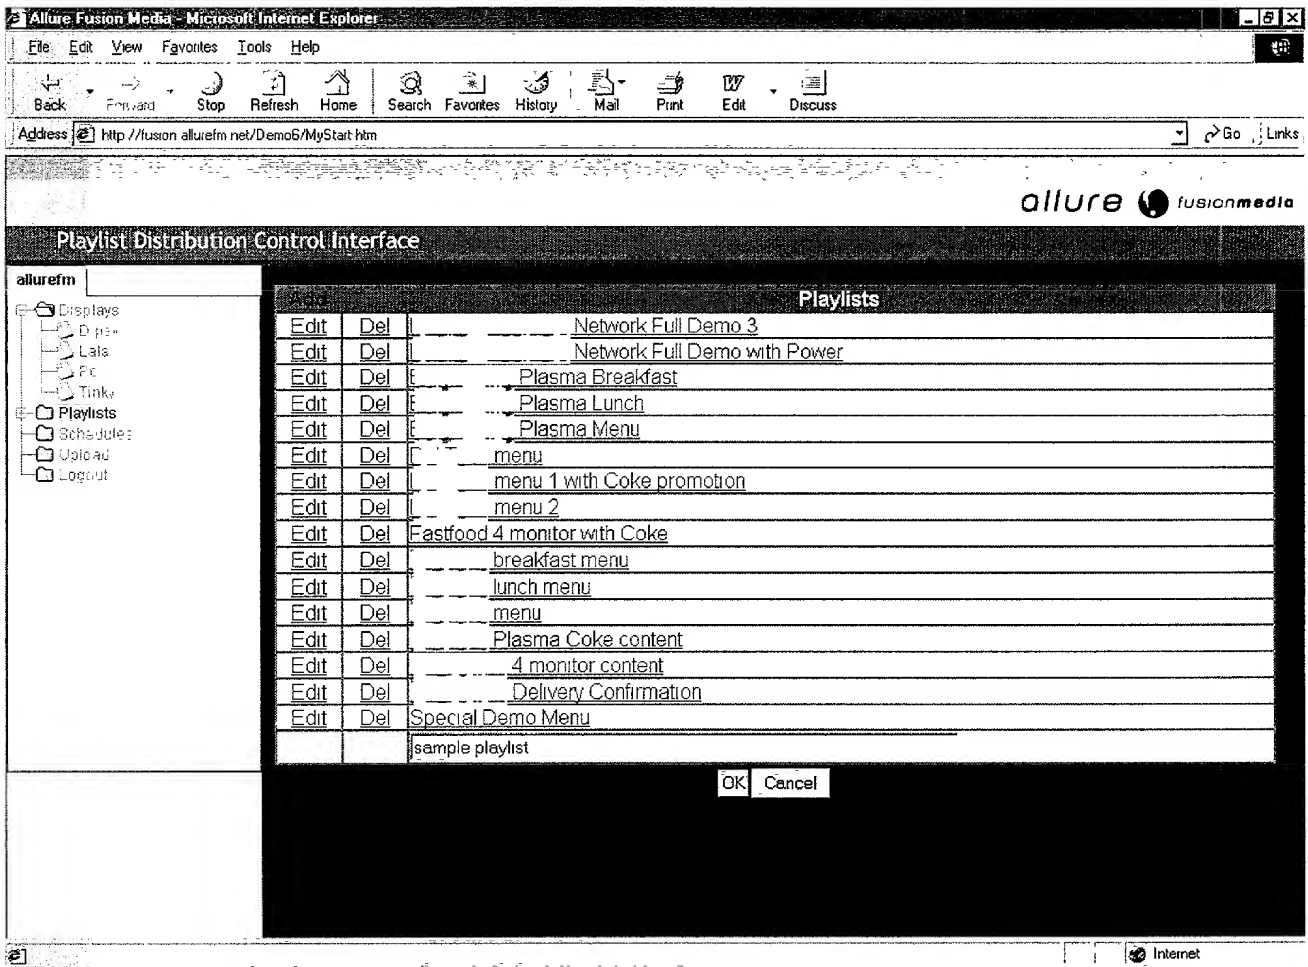 Allure Fusion Media - Microsoft Internet Explorer
File Edit View Favorites Tools Help
Back Forward Stop Refresh Home Search Favorites History Mail Print Edit Discuss
Address http://fusion.allurefm.net/Demo6/MyStart.htm Go Links
allure fusionmedia
Playlist Distribution Control Interface
allurefm
Displays
Lala
Po
Tinky
Playlists
Schedules
Upload
Logout
Add Playlists
Edit Del Network Full Demo 3
Edit Del Network Full Demo with Power
Edit Del Plasma Breakfast
Edit Del Plasma Lunch
Edit Del Plasma Menu
Edit Del menu
Edit Del menu 1 with Coke promotion
Edit Del menu 2
Edit Del Fastfood 4 monitor with Coke
Edit Del breakfast menu
Edit Del lunch menu
Edit Del menu
Edit Del Plasma Coke content
Edit Del 4 monitor content
Edit Del Delivery Confirmation
Edit Del Special Demo Menu
sample playlist
OK Cancel
Internet